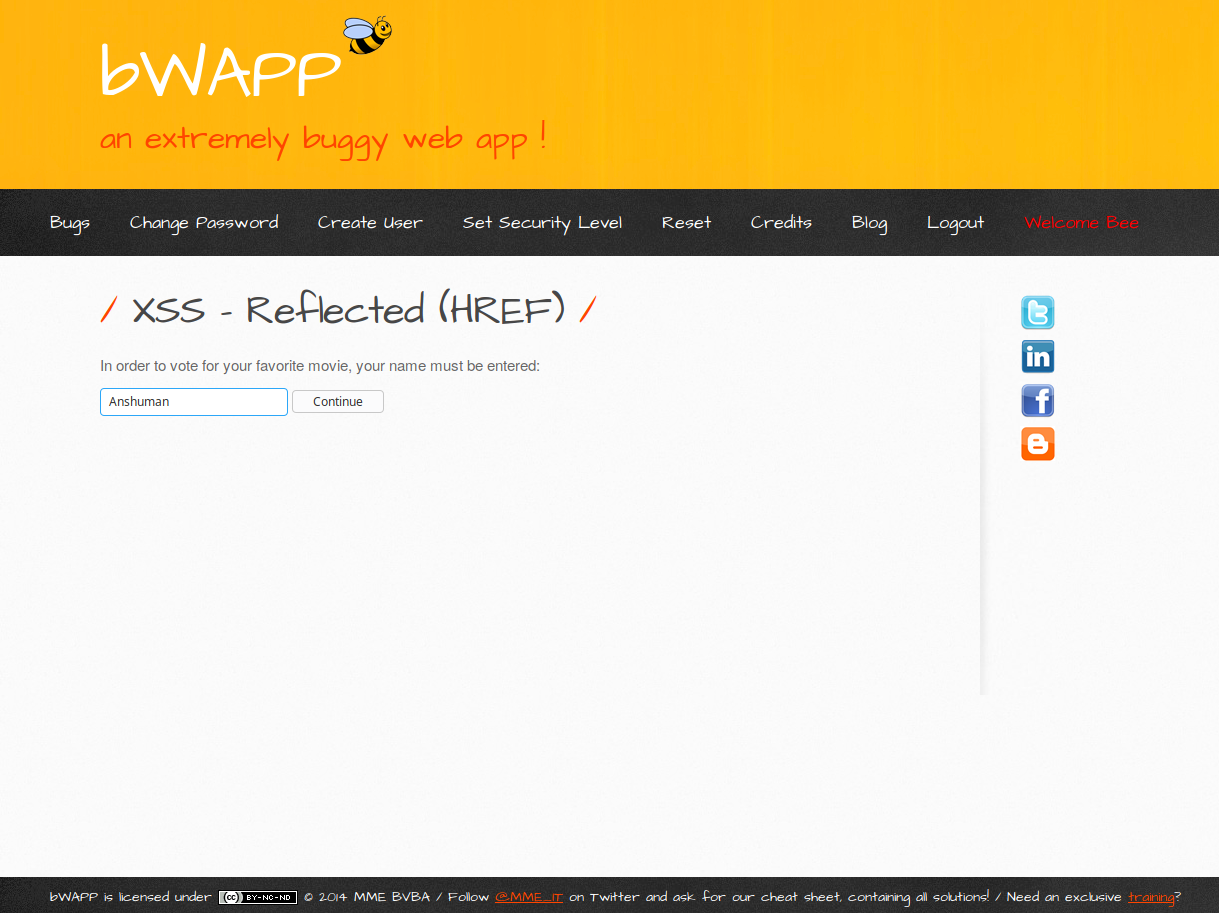 bWAPP
an extremely buggy web app !
Bugs Change Password Create User Set Security Level Reset Credits Blog Logout Welcome Bee
/ XSS - Reflected (HREF) /
In order to vote for your favorite movie, your name must be entered:
Anshuman Continue
t
in
f
B
bWAPP is licensed under cc BY-NC-ND © 2014 MME BVBA / Follow @MME_IT on Twitter and ask for our cheat sheet, containing all solutions! / Need an exclusive training?